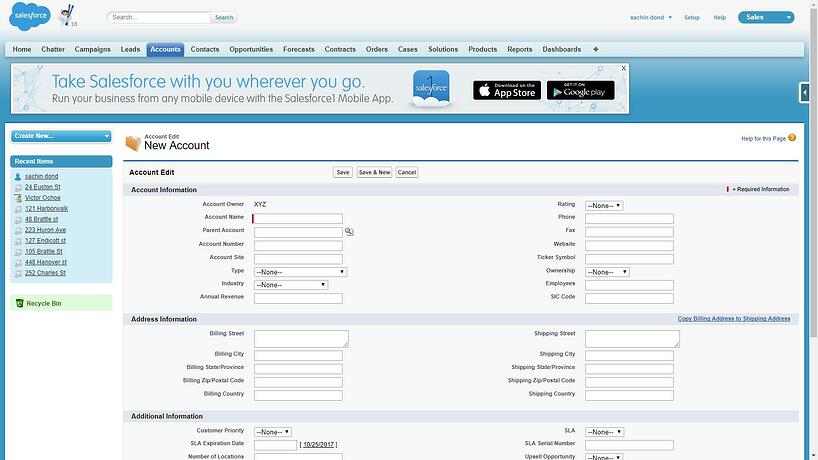 salesforce
18
Search...
Search
sachin dond
Setup
Help
Sales
Home
Chatter
Campaigns
Leads
Accounts
Contacts
Opportunities
Forecasts
Contracts
Orders
Cases
Solutions
Products
Reports
Dashboards
+
Take Salesforce with you wherever you go.
Run your business from any mobile device with the Salesforce1 Mobile App.
1
salesforce
Download on the
App Store
GET IT ON
Google play
X
Create New...
Recent Items
sachin dond
24 Euston St
Victor Ochoa
121 Harborwalk
48 Brattle st
223 Huron Ave
127 Endicott st
105 Brattle St
448 Hanover st
252 Charles St
Recycle Bin
Account Edit
New Account
Help for this Page ?
Account Edit
Save
Save & New
Cancel
Account Information
= Required Information
Account Owner XYZ
Rating --None--
Account Name
Phone
Parent Account
Fax
Account Number
Website
Account Site
Ticker Symbol
Type --None--
Ownership --None--
Industry --None--
Employees
Annual Revenue
SIC Code
Address Information
Copy Billing Address to Shipping Address
Billing Street
Shipping Street
Billing City
Shipping City
Billing State/Province
Shipping State/Province
Billing Zip/Postal Code
Shipping Zip/Postal Code
Billing Country
Shipping Country
Additional Information
Customer Priority --None--
SLA --None--
SLA Expiration Date [ 10/25/2017 ]
SLA Serial Number
Number of Locations
Upsell Opportunity --None--